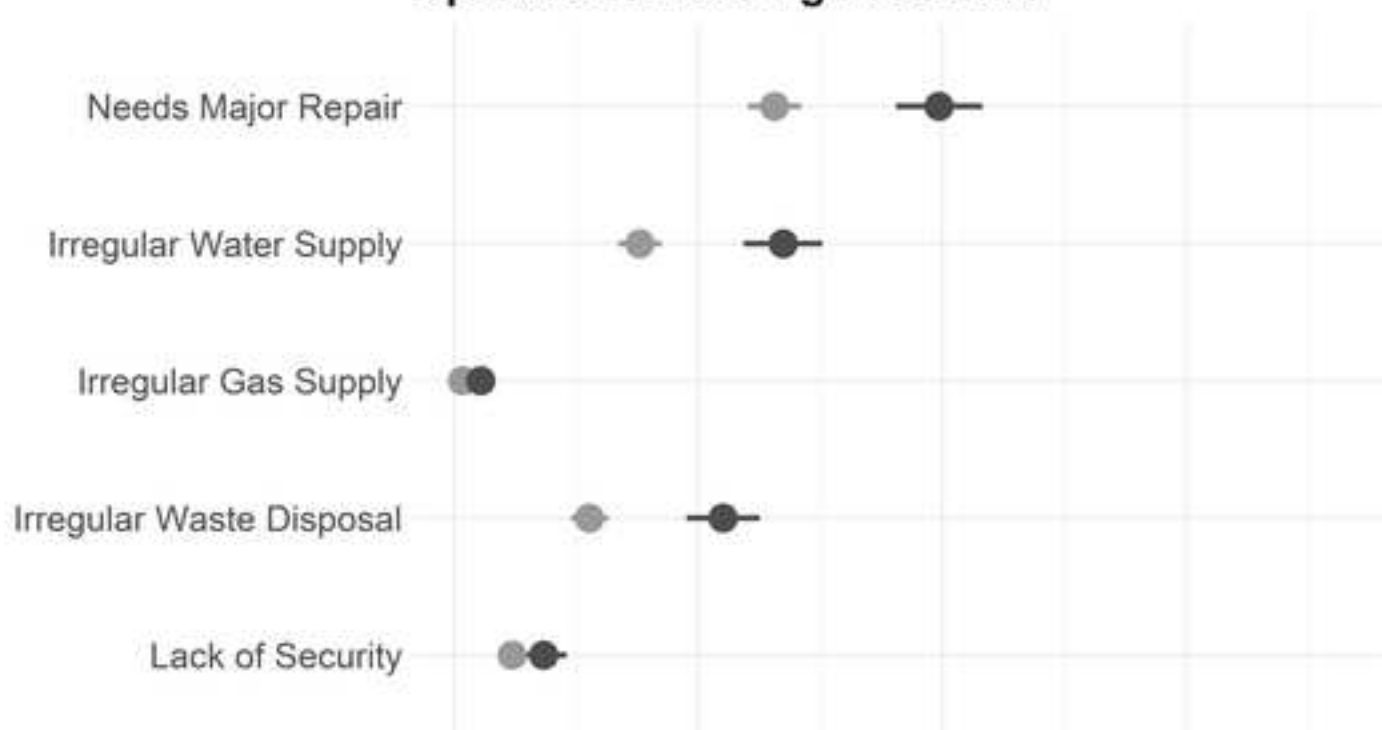 Needs Major Repair
Irregular Water Supply
Irregular Gas Supply
Irregular Waste Disposal
Lack of Security